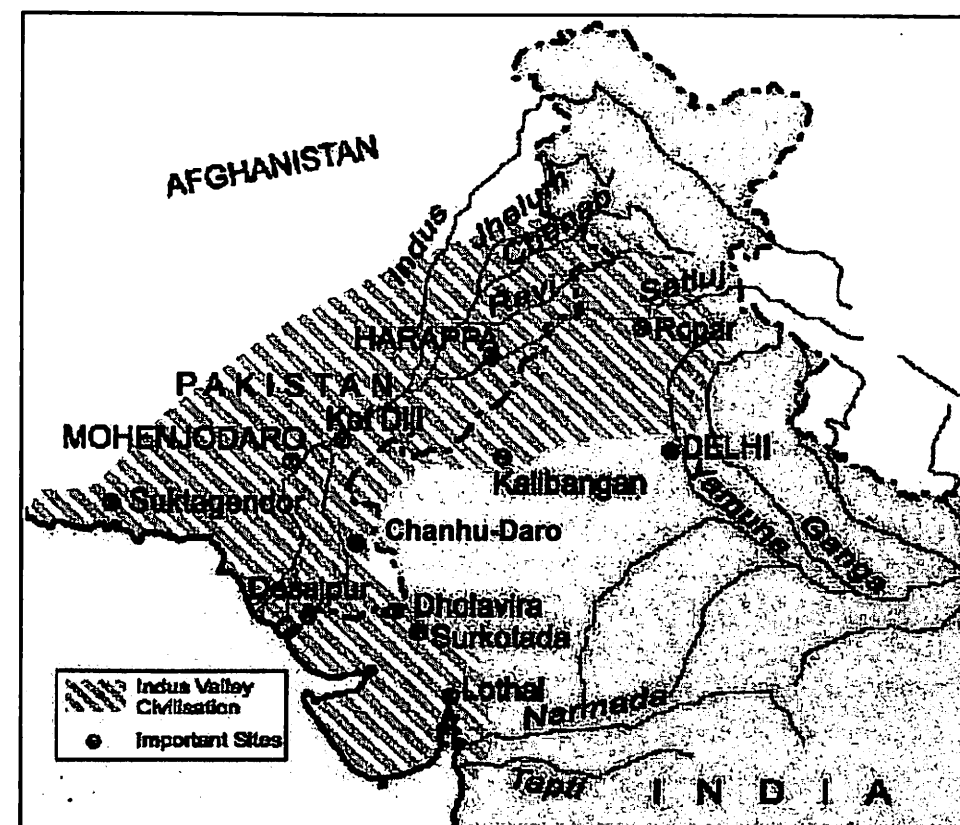 AFGHANISTAN
Indus
Jhelum
Chenab
Ravi
Satluj
HARAPPA
Ropar
PAKISTAN
Kot Diji
MOHENJODARO
DELHI
Kalibangan
Suktagendor
Yamuna
Ganga
Chanhu-Daro
Desalpur
Dholavira
Surkotada
Lothal
Narmada
Tapti
INDIA
Indus Valley
Civilisation
Important Sites